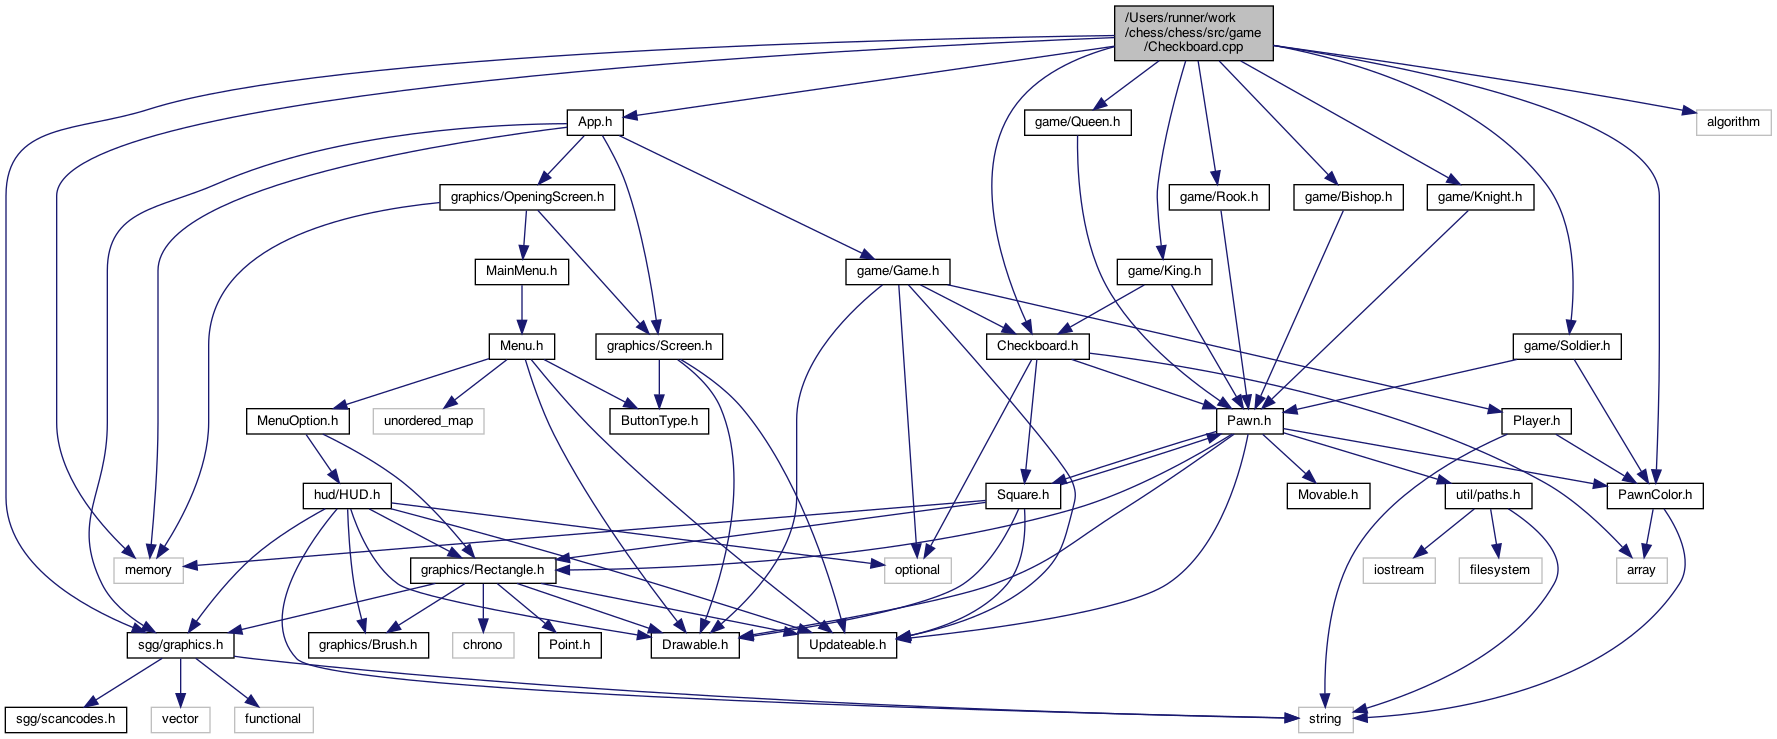 /Users/runner/work
/chess/chess/src/game
/Checkboard.cpp
App.h
game/Queen.h
algorithm
graphics/OpeningScreen.h
game/Rook.h
game/Bishop.h
game/Knight.h
MainMenu.h
game/Game.h
game/King.h
Menu.h
graphics/Screen.h
Checkboard.h
game/Soldier.h
MenuOption.h
unordered_map
ButtonType.h
Pawn.h
Player.h
hud/HUD.h
Square.h
Movable.h
util/paths.h
PawnColor.h
memory
graphics/Rectangle.h
optional
iostream
filesystem
array
sgg/graphics.h
graphics/Brush.h
chrono
Point.h
Drawable.h
Updateable.h
sgg/scancodes.h
vector
functional
string